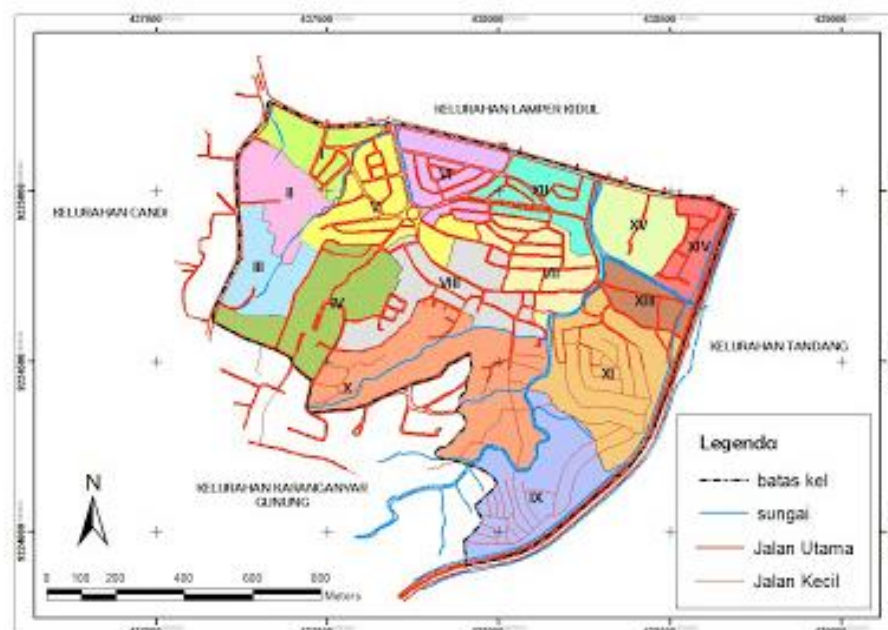 KELURAHAN LAMPER KIDUL
KELURAHAN CANDI
I
II
III
IV
V
VI
VII
VIII
IX
X
XI
XII
XIII
XIV
XV
KELURAHAN TANDANG
KELURAHAN KARANGANYAR
GUNUNG
N
0 100 200 400 600 800
Meters
Legenda
batas kel
sungai
Jalan Utama
Jalan Kecil